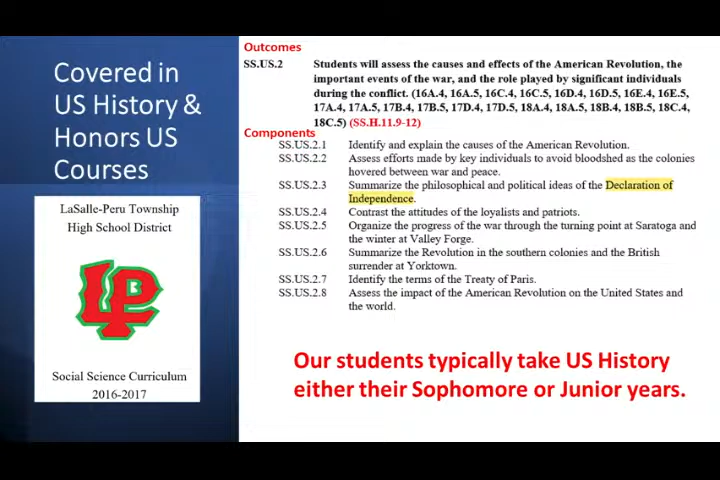 Covered in
US History &
Honors US
Courses
LaSalle-Peru Township
High School District
LP
Social Science Curriculum
2016-2017
Outcomes
SS.US.2 Students will assess the causes and effects of the American Revolution, the
important events of the war, and the role played by significant individuals
during the conflict. (16A.4, 16A.5, 16C.4, 16C.5, 16D.4, 16D.5, 16E.4, 16E.5,
17A.4, 17A.5, 17B.4, 17B.5, 17D.4, 17D.5, 18A.4, 18A.5, 18B.4, 18B.5, 18C.4,
18C.5) (SS.H.11.9-12)
Components
SS.US.2.1 Identify and explain the causes of the American Revolution.
SS.US.2.2 Assess efforts made by key individuals to avoid bloodshed as the colonies
hovered between war and peace.
SS.US.2.3 Summarize the philosophical and political ideas of the Declaration of
Independence.
SS.US.2.4 Contrast the attitudes of the loyalists and patriots.
SS.US.2.5 Organize the progress of the war through the turning point at Saratoga and
the winter at Valley Forge.
SS.US.2.6 Summarize the Revolution in the southern colonies and the British
surrender at Yorktown.
SS.US.2.7 Identify the terms of the Treaty of Paris.
SS.US.2.8 Assess the impact of the American Revolution on the United States and
the world.
Our students typically take US History
either their Sophomore or Junior years.